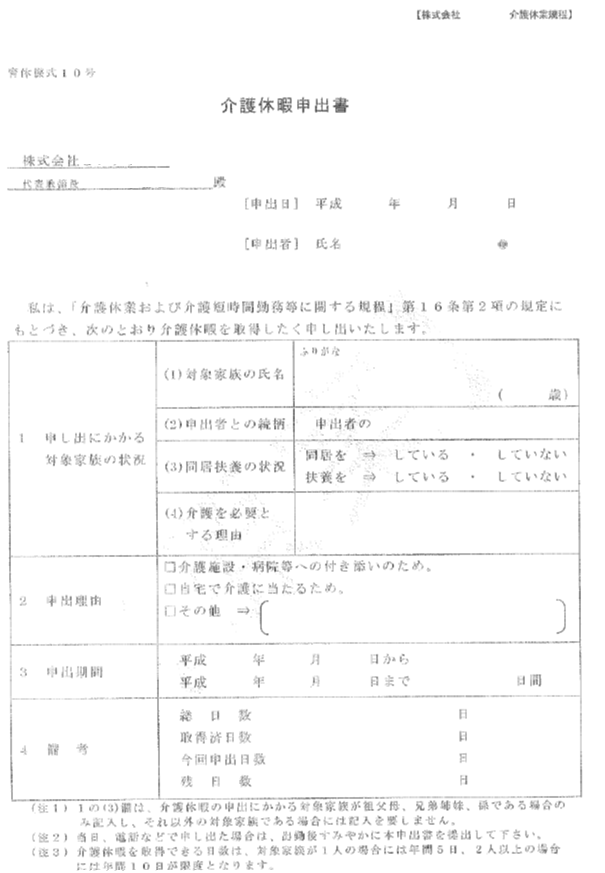 【株式会社　　　介護休業規程】
様式１０号
介護休暇申出書
株式会社
代表取締役　　　殿
［申出日］　平成　　年　　月　　日
［申出者］　氏名　　　　㊞
私は、「介護休業および介護短時間勤務等に関する規程」第１６条第２項の規定に
もとづき、次のとおり介護休暇を取得したく申し出いたします。
１　申し出にかかる
対象家族の状況
(1)対象家族の氏名
ふりがな
(　　歳)
(2)申出者との続柄　申出者の
(3)同居扶養の状況
同居を　⇒　している　・　していない
扶養を　⇒　している　・　していない
(4)介護を必要と
する理由
２　申出理由
□介護施設・病院等への付き添いのため。
□自宅で介護に当たるため。
□その他　⇒
３　申出期間
平成　　年　　月　　日から
平成　　年　　月　　日まで　　　日間
４　備　考
総　日　数　　　日
取得済日数　　　日
今回申出日数　　　日
残　日　数　　　日
(注１)　１の(3)欄は、介護休暇の申出にかかる対象家族が祖父母、兄弟姉妹、孫である場合の
み記入し、それ以外の対象家族である場合には記入を要しません。
(注２)　当日、電話などで申し出た場合は、出勤後すみやかに本申出書を提出して下さい。
(注３)　介護休暇を取得できる日数は、対象家族が１人の場合には年間５日、２人以上の場合
には年間１０日が限度となります。